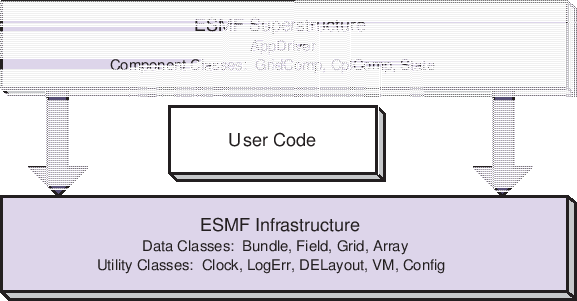 ESMF Superstructure
AppDriver
Component Classes: GridComp, CplComp, State
User Code
ESMF Infrastructure
Data Classes: Bundle, Field, Grid, Array
Utility Classes: Clock, LogErr, DELayout, VM, Config